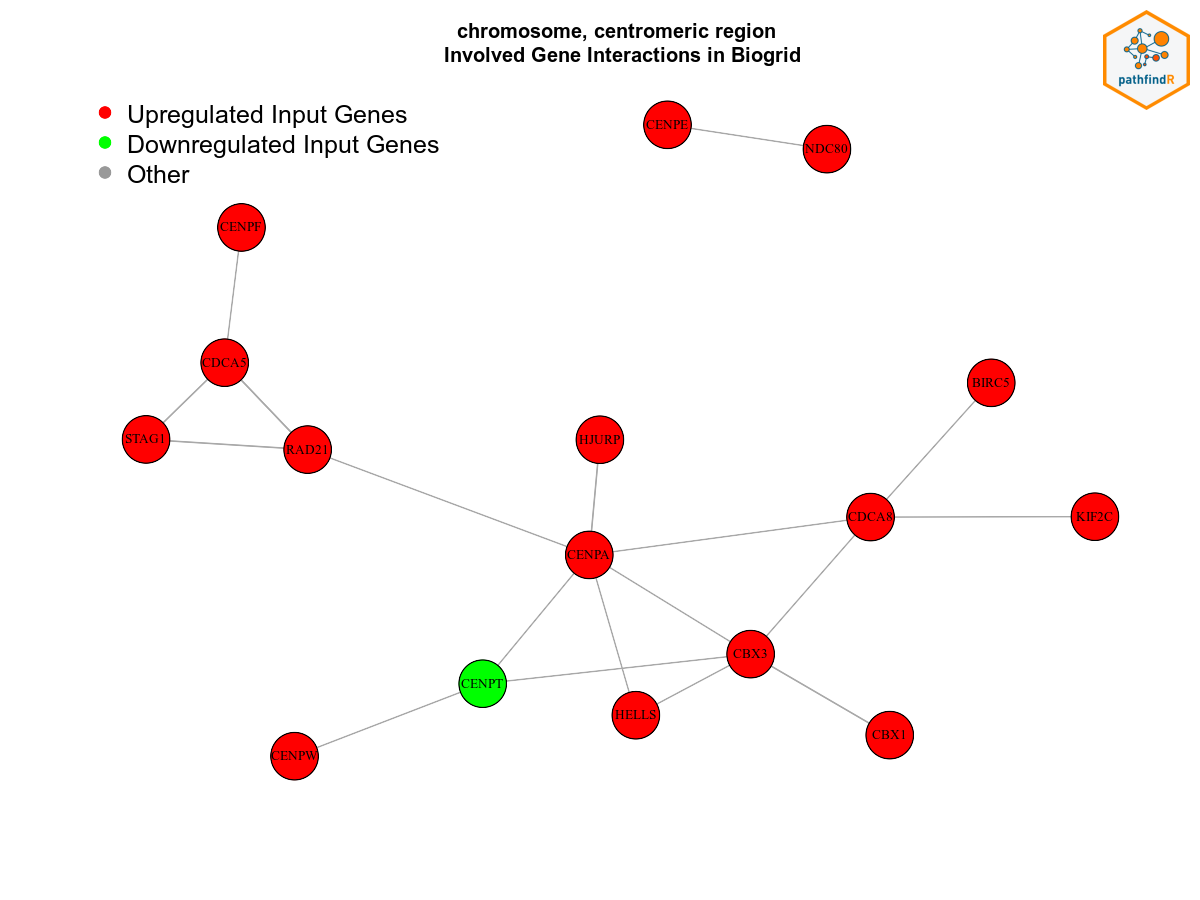 chromosome, centromeric region
Involved Gene Interactions in Biogrid
pathfindR
Upregulated Input Genes
Downregulated Input Genes
Other
CENPE
NDC80
CENPF
CDCA5
STAG1
RAD21
HJURP
BIRC5
CDCA8
KIF2C
CENPA
CBX3
CENPT
HELLS
CBX1
CENPW